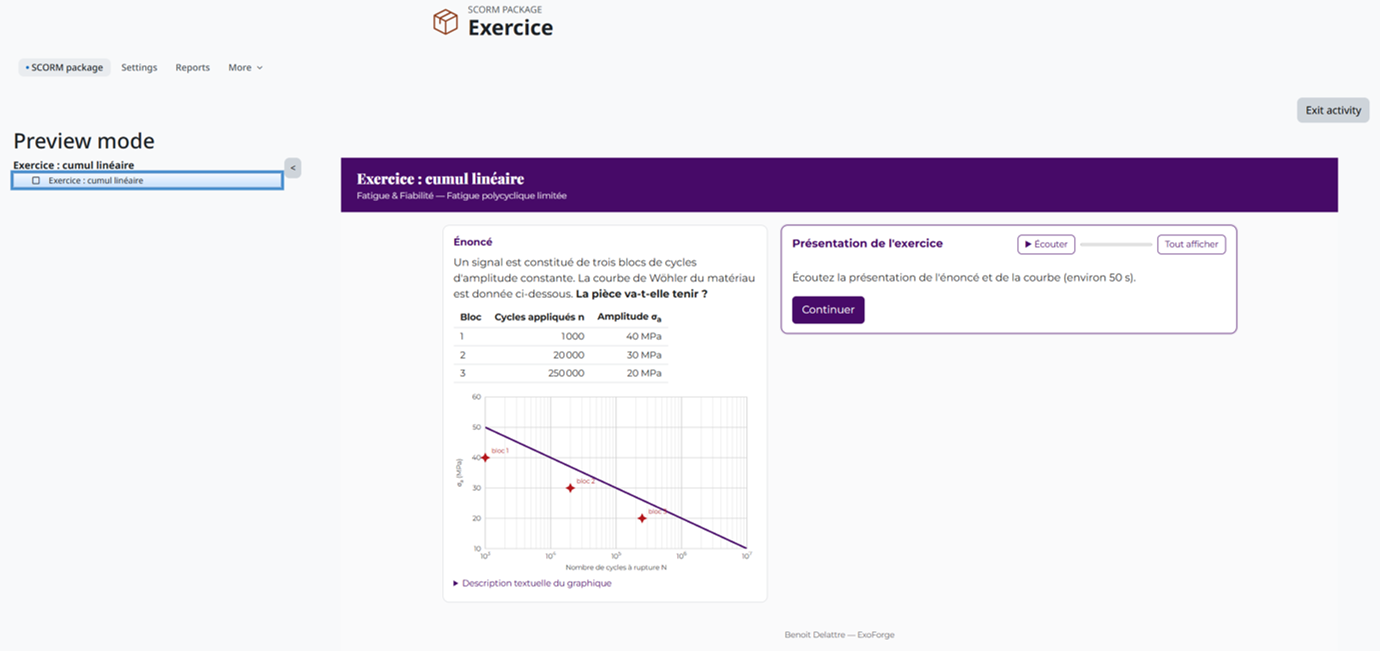 SCORM PACKAGE
Exercice
• SCORM package Settings Reports More
Exit activity
Preview mode
Exercice : cumul linéaire
<
Exercice : cumul linéaire
Exercice : cumul linéaire
Fatigue & Fiabilité — Fatigue polycyclique limitée
Énoncé
Un signal est constitué de trois blocs de cycles
d'amplitude constante. La courbe de Wöhler du matériau
est donnée ci-dessous. La pièce va-t-elle tenir ?
Bloc Cycles appliqués n Amplitude σa
1 1 000 40 MPa
2 20 000 30 MPa
3 250 000 20 MPa
60
50
40
30
20
10
σa (MPa)
bloc 1
bloc 2
bloc 3
10³ 10⁴ 10⁵ 10⁶ 10⁷
Nombre de cycles à rupture N
▶ Description textuelle du graphique
Présentation de l'exercice
▶ Écouter
Tout afficher
Écoutez la présentation de l'énoncé et de la courbe (environ 50 s).
Continuer
Benoit Delattre — ExoForge